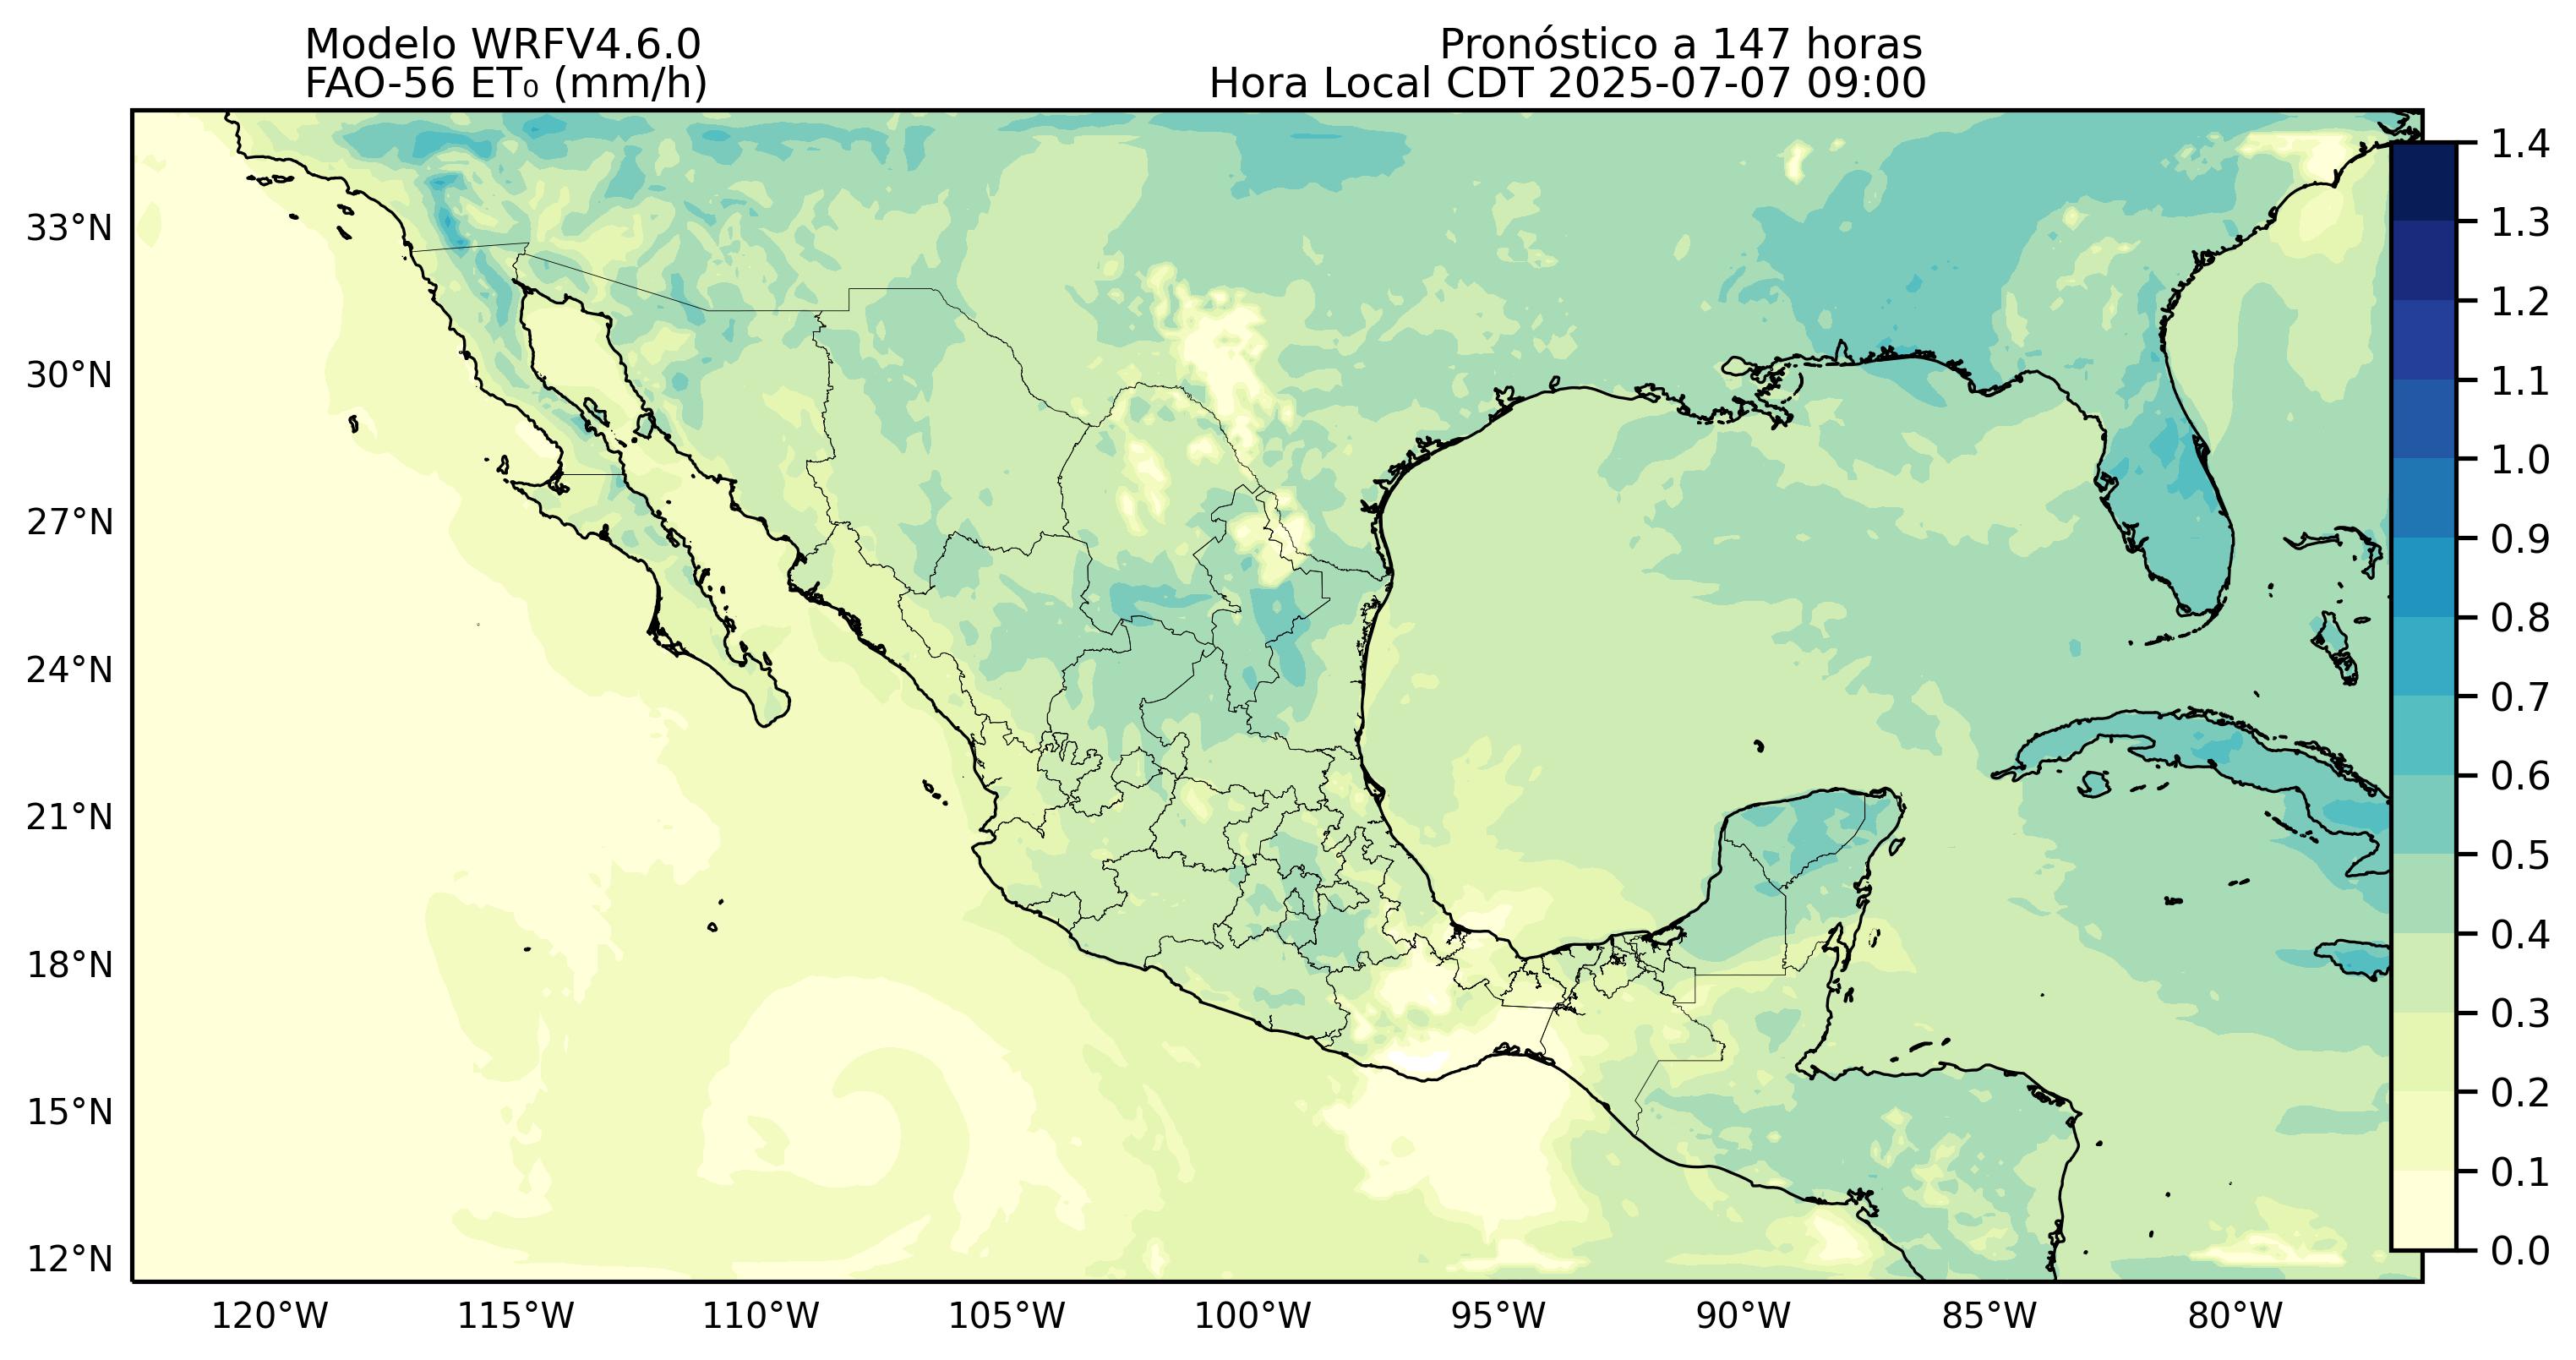 Modelo WRFV4.6.0
FAO-56 ET₀ (mm/h)
Pronóstico a 147 horas
Hora Local CDT 2025-07-07 09:00
33°N
30°N
27°N
24°N
21°N
18°N
15°N
12°N
120°W
115°W
110°W
105°W
100°W
95°W
90°W
85°W
80°W
1.4
1.3
1.2
1.1
1.0
0.9
0.8
0.7
0.6
0.5
0.4
0.3
0.2
0.1
0.0